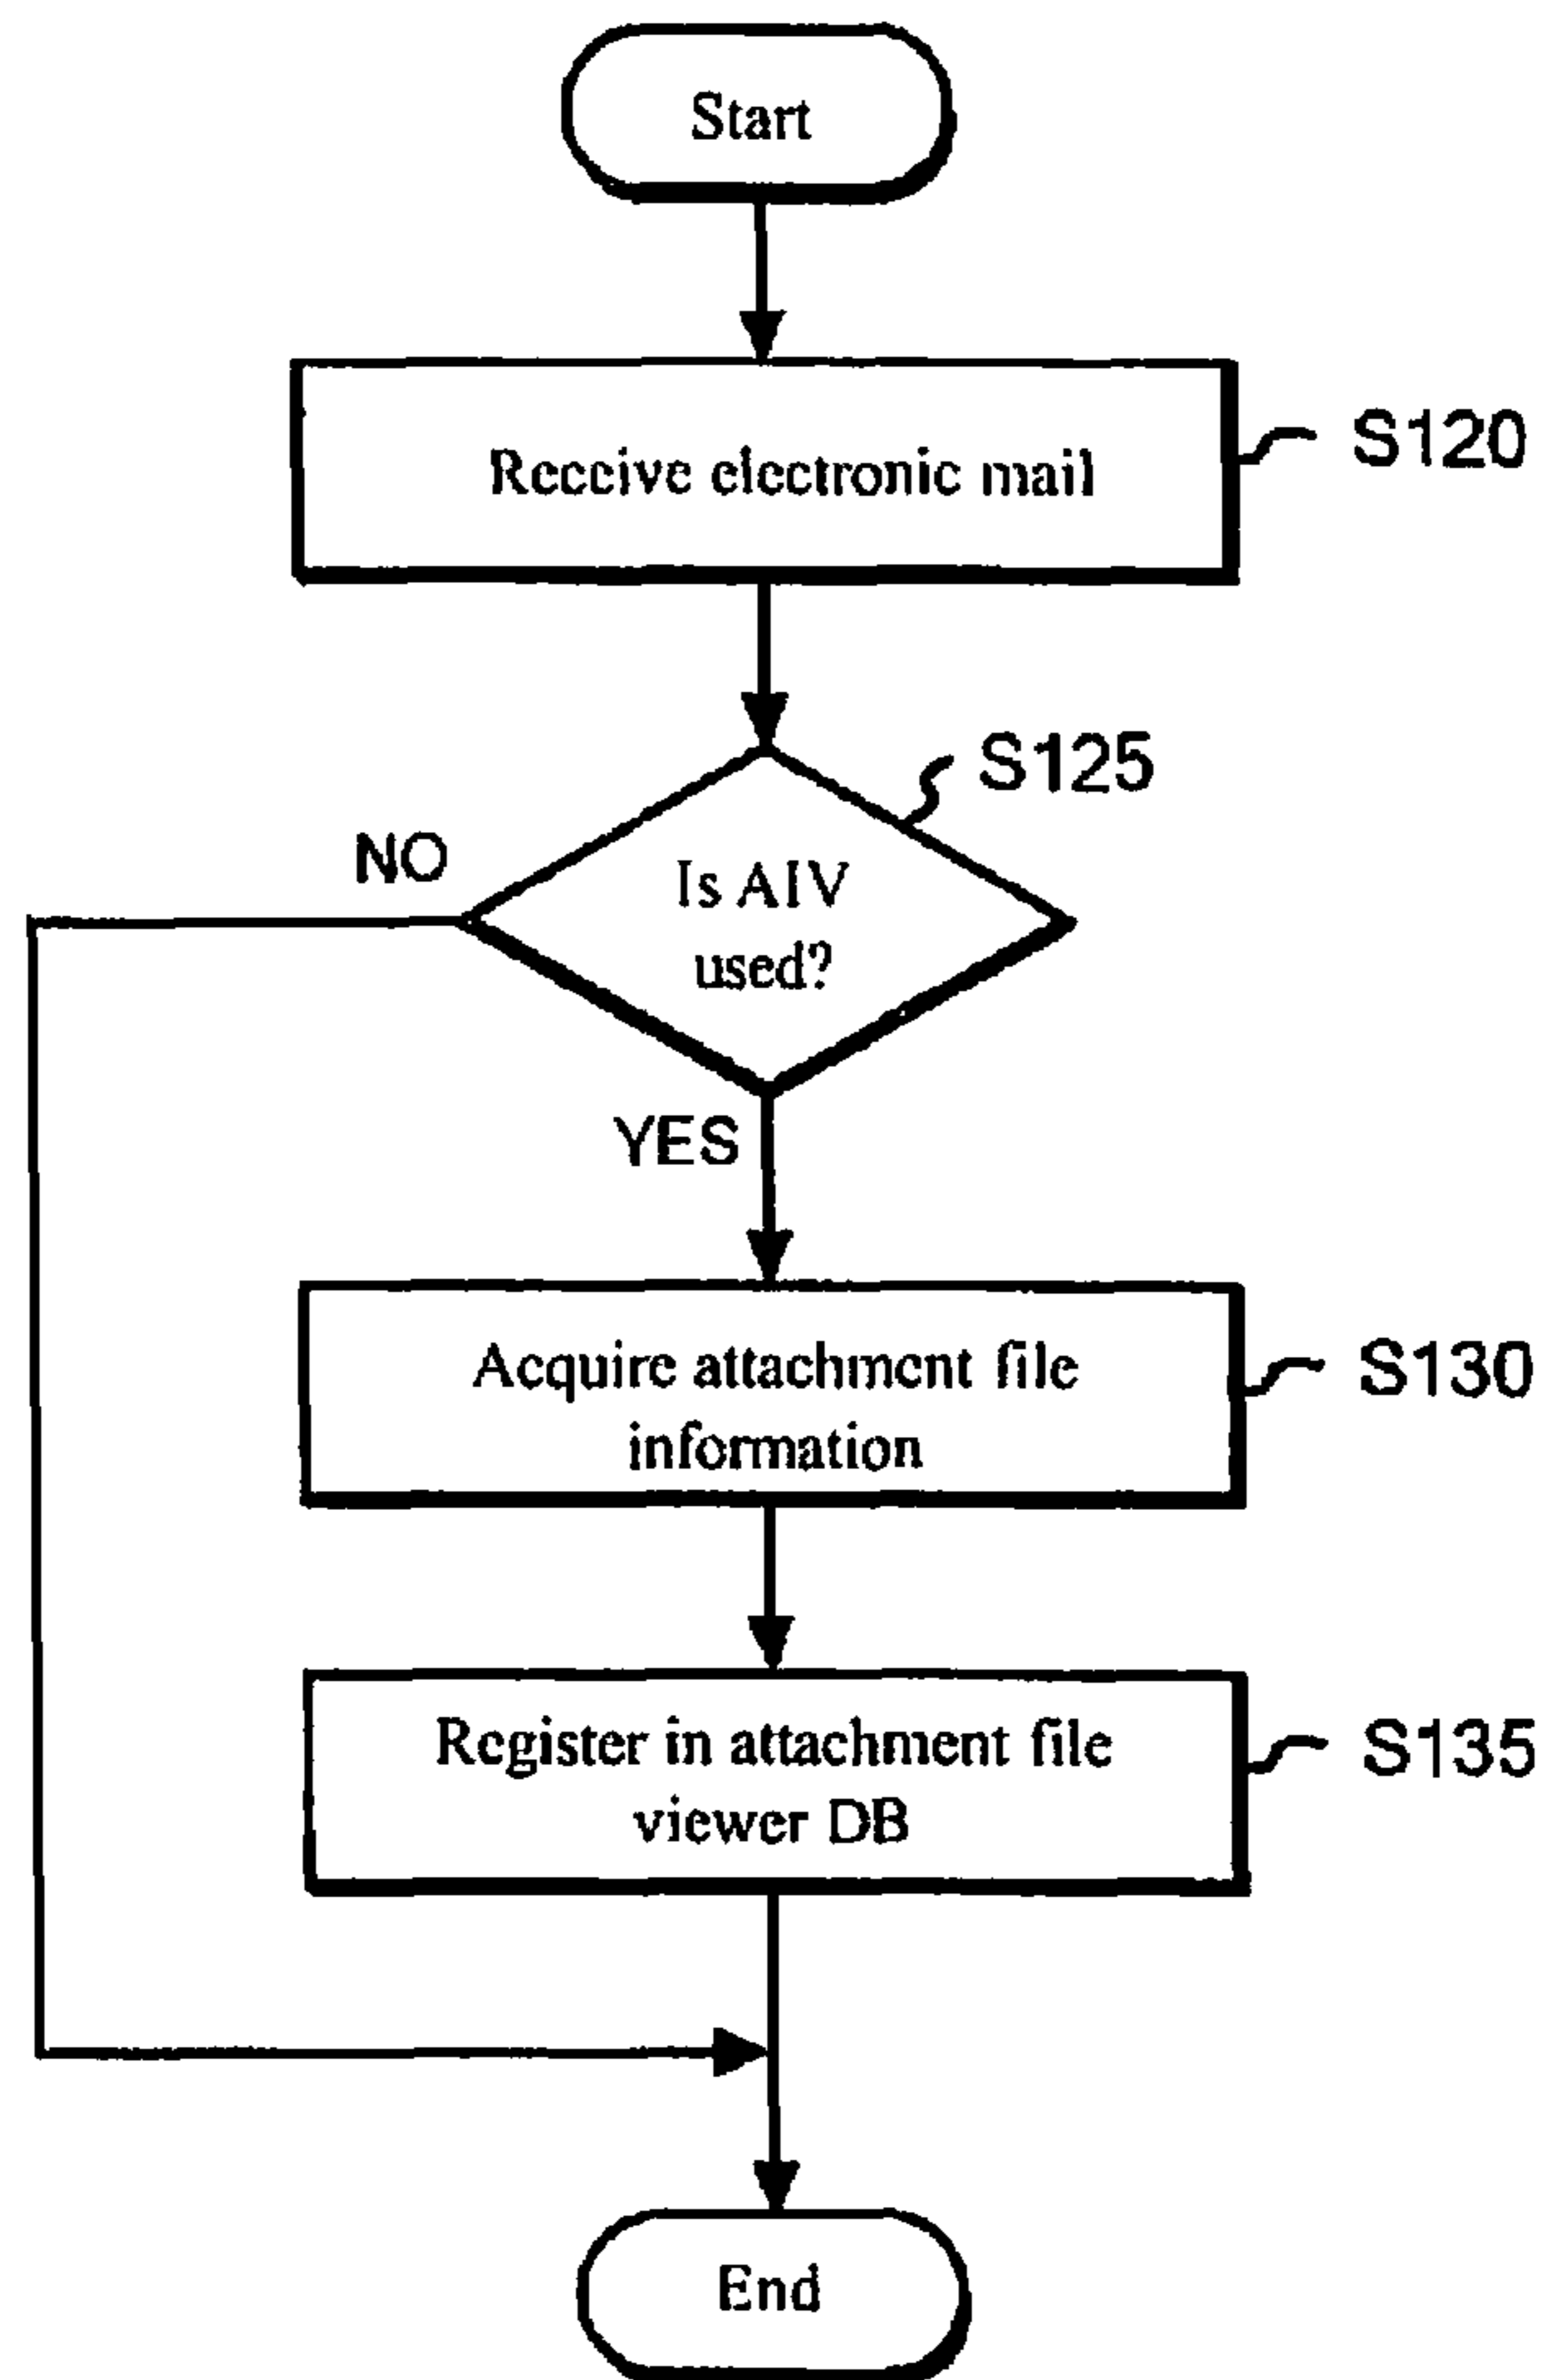 Start
Receive electronic mail
S120
S125
NO
Is AIV
used?
YES
Acquire attachment file
information
S130
Register in attachment file
viewer DB
S135
End